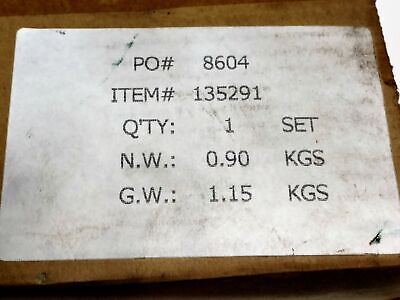 PO# 8604
ITEM# 135291
Q'TY: 1 SET
N.W.: 0.90 KGS
G.W.: 1.15 KGS